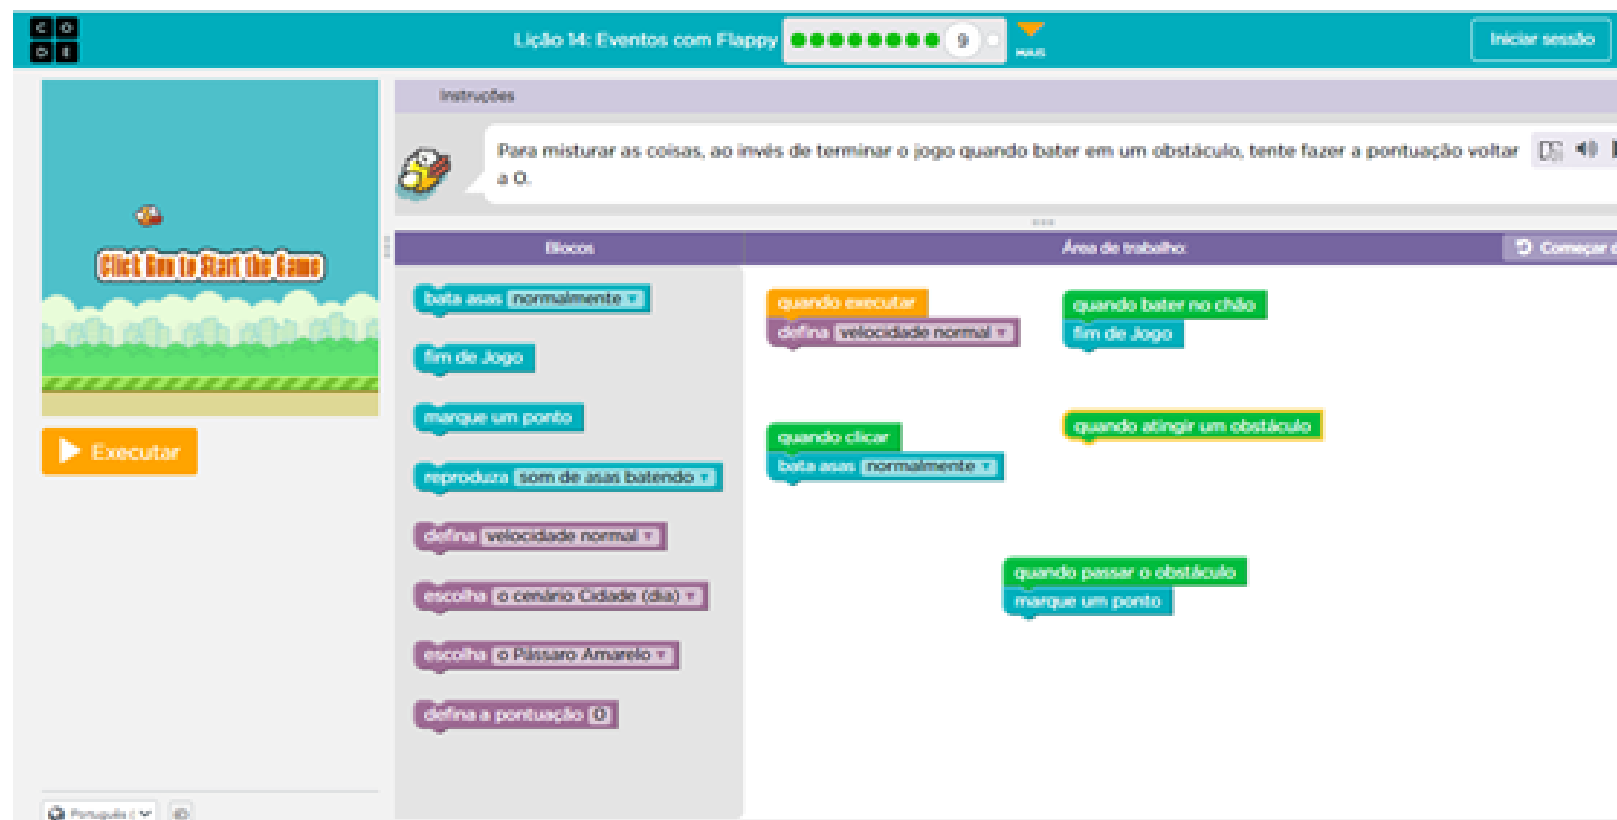 C O
D E
Lição 14: Eventos com Flappy
9
MAIS
Iniciar sessão
Click Run to Start the Game
Executar
Instruções
Para misturar as coisas, ao invés de terminar o jogo quando bater em um obstáculo, tente fazer a pontuação voltar
a 0.
Blocos
Área de trabalho:
Começar d
bata asas normalmente
fim de Jogo
marque um ponto
reproduza som de asas batendo
defina velocidade normal
escolha o cenário Cidade (dia)
escolha o Pássaro Amarelo
defina a pontuação 0
quando executar
defina velocidade normal
quando bater no chão
fim de Jogo
quando clicar
bata asas normalmente
quando atingir um obstáculo
quando passar o obstáculo
marque um ponto
Português (